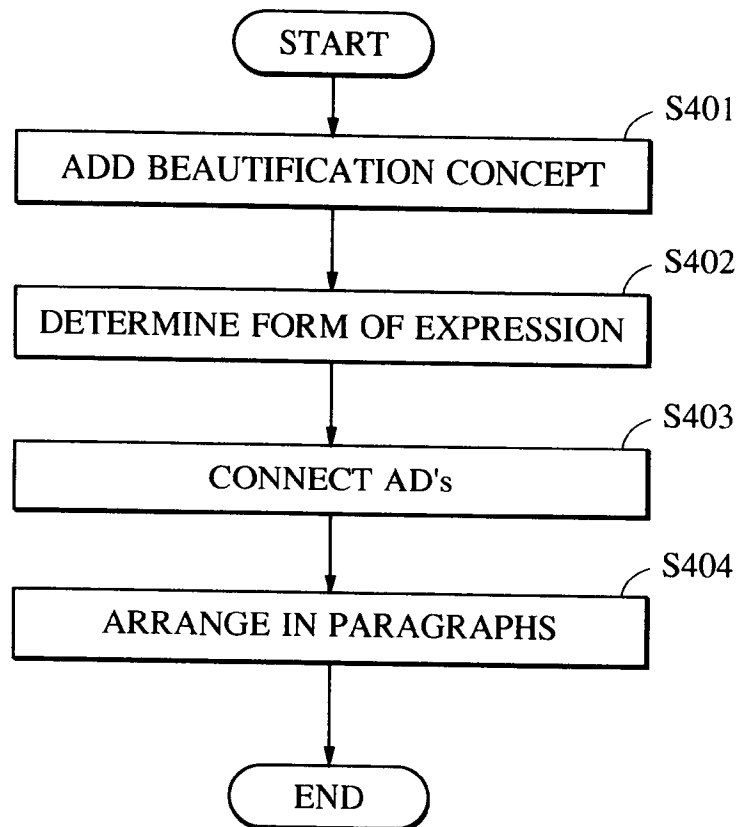 START
S401
ADD BEAUTIFICATION CONCEPT
S402
DETERMINE FORM OF EXPRESSION
S403
CONNECT AD's
S404
ARRANGE IN PARAGRAPHS
END